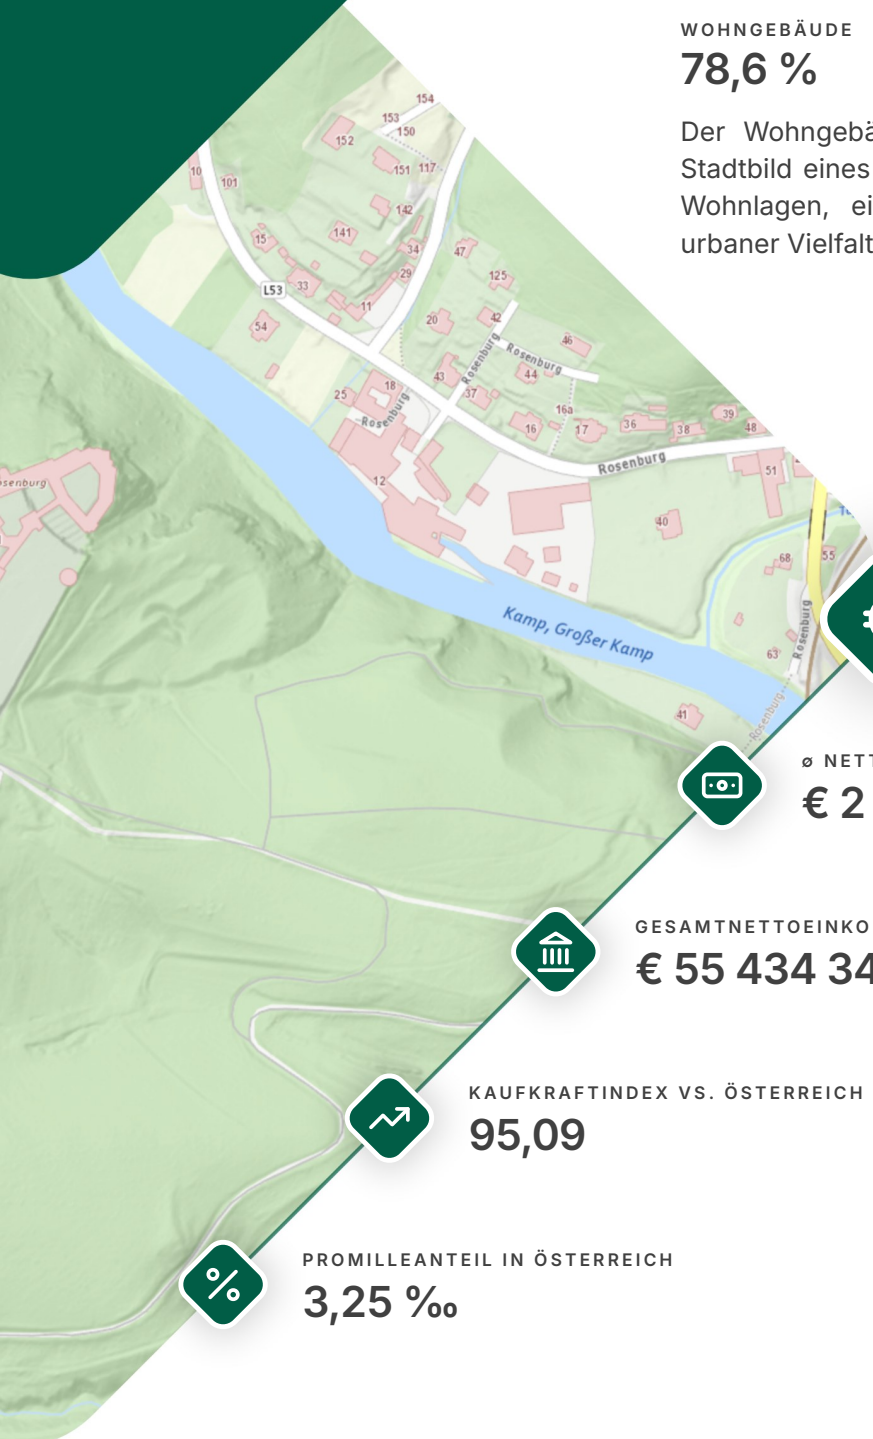 WOHNGEBÄUDE
78,6 %
Der Wohngebä
Stadtbild eines
Wohnlagen, ei
urbaner Vielfalt
154
153
150
152
151
117
10
101
142
141
15
34
47
29
125
L53
33
11
20
42
54
46
Rosenburg
Rosenburg
43
44
18
25
37
Rosenburg
16a
39
16
17
36
38
48
Rosenburg
51
12
senburg
40
68
55
Kamp, Großer Kamp
Rosenburg
63
41
Rosenburg
ø NETT
€ 2
GESAMTNETTOEINKO
€ 55 434 34
KAUFKRAFTINDEX VS. ÖSTERREICH
95,09
PROMILLEANTEIL IN ÖSTERREICH
3,25 ‰